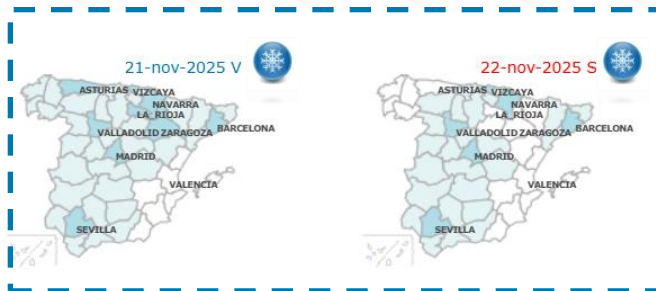 21-nov-2025 V
22-nov-2025 S
ASTURIAS VIZCAYA
NAVARRA
LA_RIOJA
VALLADOLID ZARAGOZA
BARCELONA
MADRID
VALENCIA
SEVILLA
ASTURIAS VIZCAYA
NAVARRA
LA_RIOJA
VALLADOLID ZARAGOZA
BARCELONA
MADRID
VALENCIA
SEVILLA